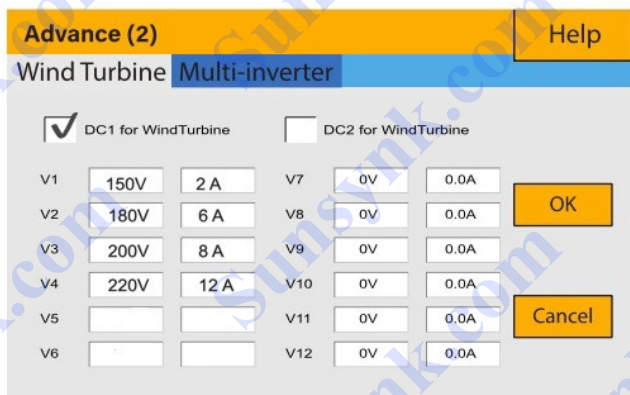 Advance (2) Help
Wind Turbine Multi-inverter
DC1 for WindTurbine DC2 for WindTurbine
V1 150V 2 A V7 0V 0.0A
V2 180V 6 A V8 0V 0.0A OK
V3 200V 8 A V9 0V 0.0A
V4 220V 12 A V10 0V 0.0A
V5 V11 0V 0.0A Cancel
V6 V12 0V 0.0A
Sunsynk.com